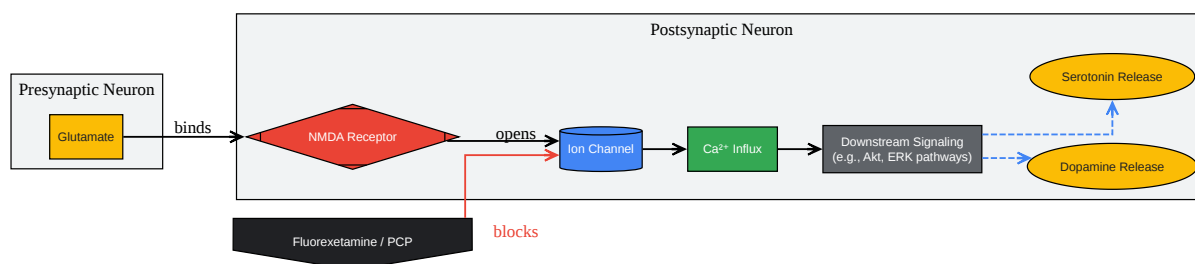 Postsynaptic Neuron
Serotonin Release
Presynaptic Neuron
Glutamate
binds
NMDA Receptor
opens
Ion Channel
Ca²⁺ Influx
Downstream Signaling
(e.g., Akt, ERK pathways)
Dopamine Release
Fluorexetamine / PCP
blocks